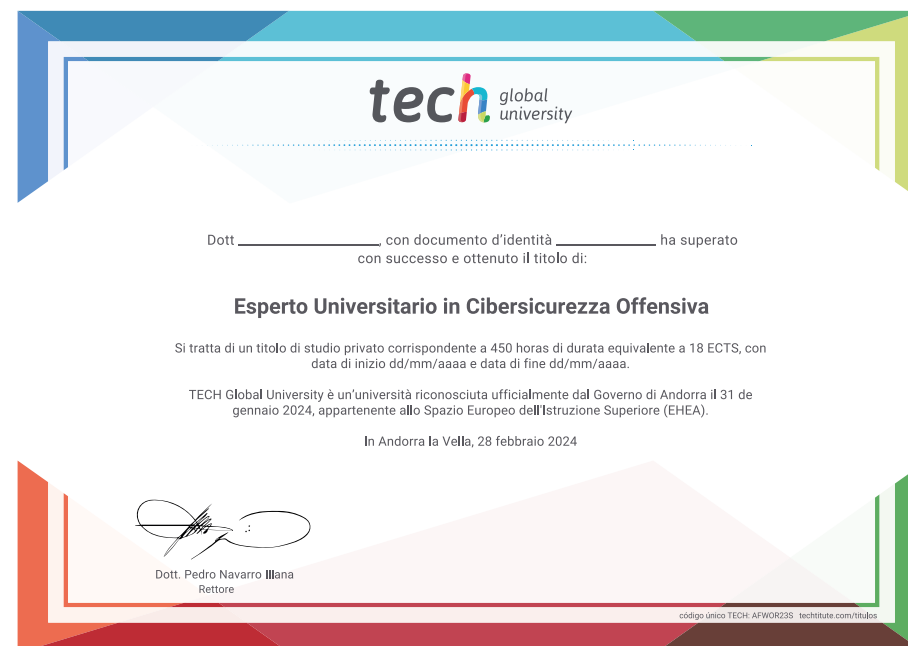 tech global
university
Dott , con documento d'identità ha superato
con successo e ottenuto il titolo di:
Esperto Universitario in Cibersicurezza Offensiva
Si tratta di un titolo di studio privato corrispondente a 450 horas di durata equivalente a 18 ECTS, con
data di inizio dd/mm/aaaa e data di fine dd/mm/aaaa.
TECH Global University è un'università riconosciuta ufficialmente dal Governo di Andorra il 31 de
gennaio 2024, appartenente allo Spazio Europeo dell'Istruzione Superiore (EHEA).
In Andorra la Vella, 28 febbraio 2024
Dott. Pedro Navarro Illana
Rettore
código único TECH: AFWOR23S techtitute.com/titulos